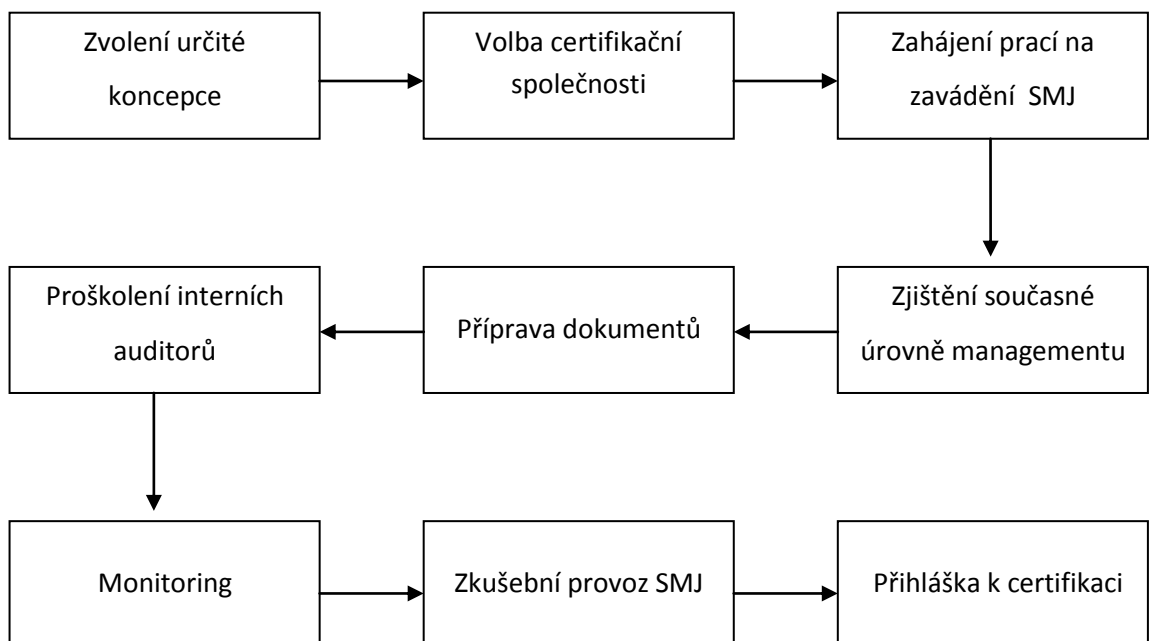 Zvolení určité
koncepce
Volba certifikační
společnosti
Zahájení prací na
zavádění SMJ
Proškolení interních
auditorů
Příprava dokumentů
Zjištění současné
úrovně managementu
Monitoring
Zkušební provoz SMJ
Přihláška k certifikaci